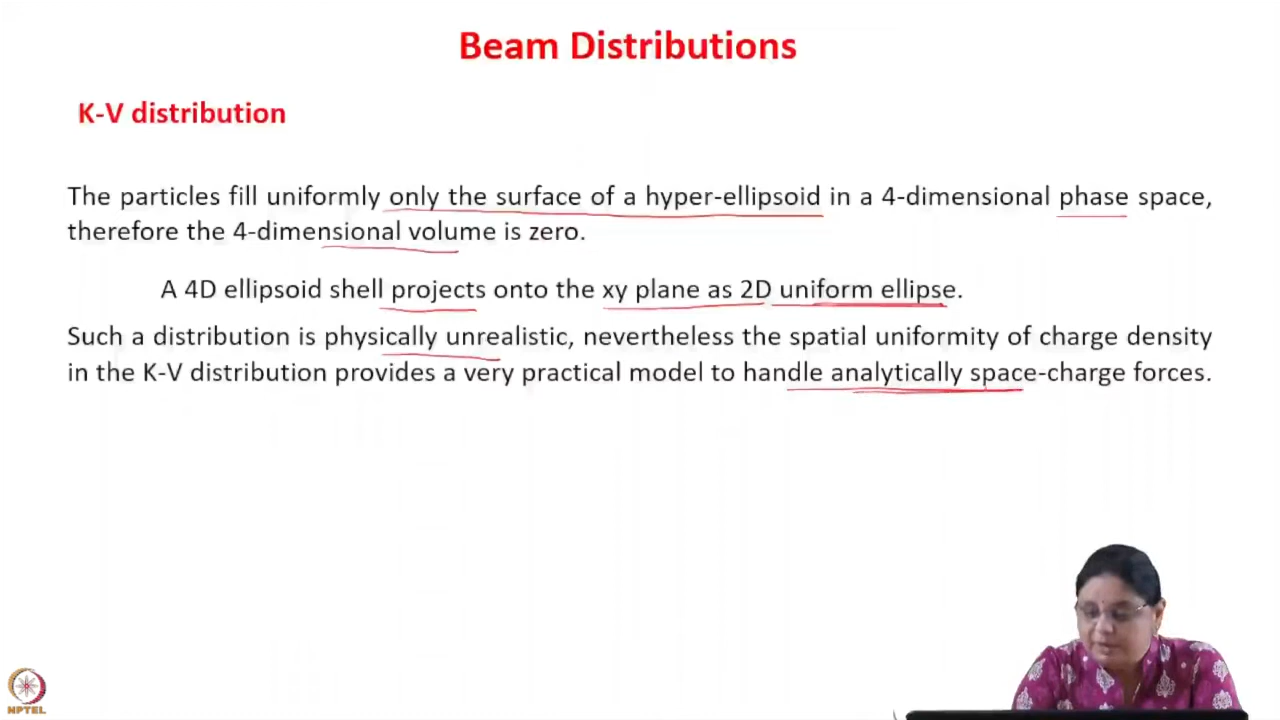 Beam Distributions
K-V distribution
The particles fill uniformly only the surface of a hyper-ellipsoid in a 4-dimensional phase space,
therefore the 4-dimensional volume is zero.
A 4D ellipsoid shell projects onto the xy plane as 2D uniform ellipse.
Such a distribution is physically unrealistic, nevertheless the spatial uniformity of charge density
in the K-V distribution provides a very practical model to handle analytically space-charge forces.
NPTEL